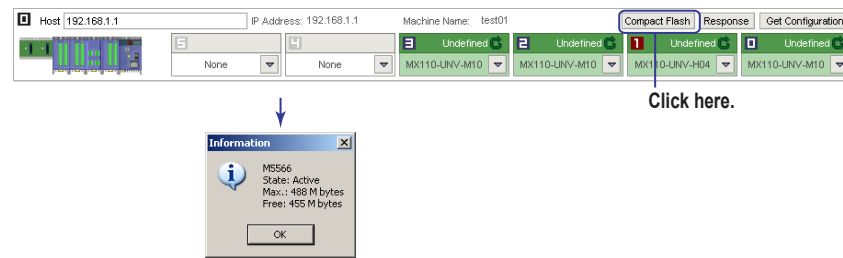 0 Host 192.168.1.1 IP Address: 192.168.1.1 Machine Name: test01 Compact Flash Response Get Configuration
5 4 3 Undefined 2 Undefined 1 Undefined 0 Undefined
None None MX110-UNV-M10 MX110-UNV-M10 MX110-UNV-H04 MX110-UNV-M10
Click here.
Information
M5566
State: Active
Max.: 488 M bytes
Free: 455 M bytes
OK